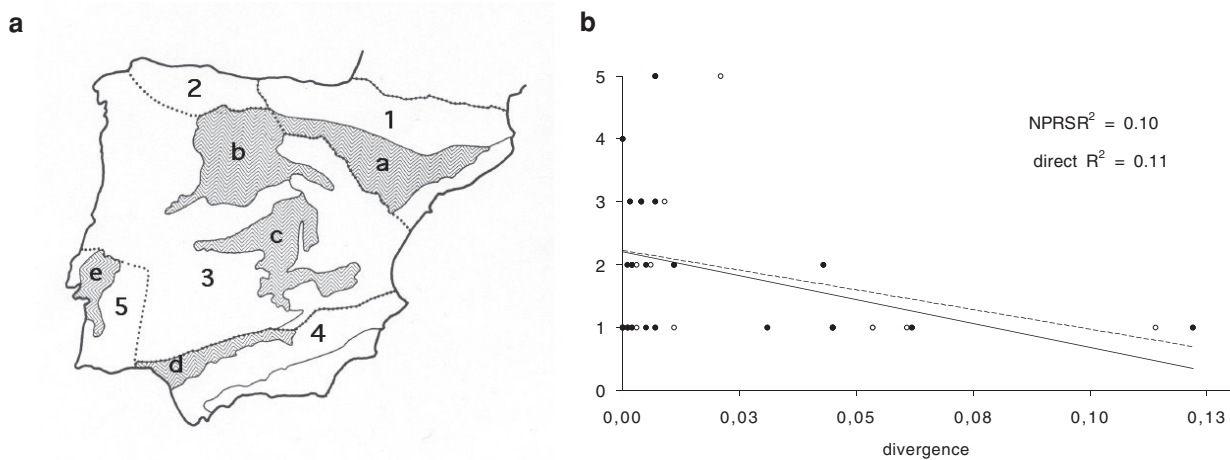 a
2
1
b
a
c
e
3
5
4
d
b
5
4
3
2
1
0
NPRSR² = 0.10
direct R² = 0.11
0,00 0,03 0,05 0,08 0,10 0,13
divergence